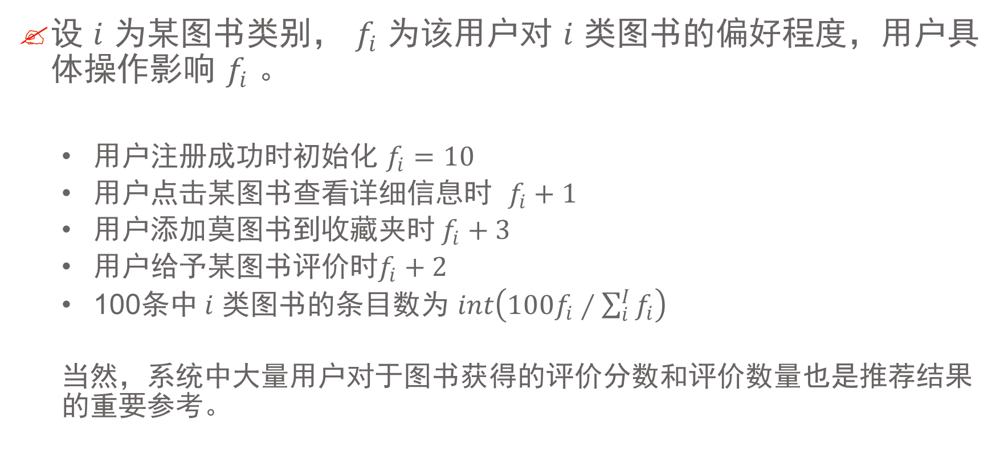 设 i 为某图书类别， f_i 为该用户对 i 类图书的偏好程度，用户具
体操作影响 f_i 。
• 用户注册成功时初始化 f_i = 10
• 用户点击某图书查看详细信息时 f_i + 1
• 用户添加莫图书到收藏夹时 f_i + 3
• 用户给予某图书评价时f_i + 2
• 100条中 i 类图书的条目数为 int(100f_i / ∑_i^I f_i)
当然，系统中大量用户对于图书获得的评价分数和评价数量也是推荐结果
的重要参考。